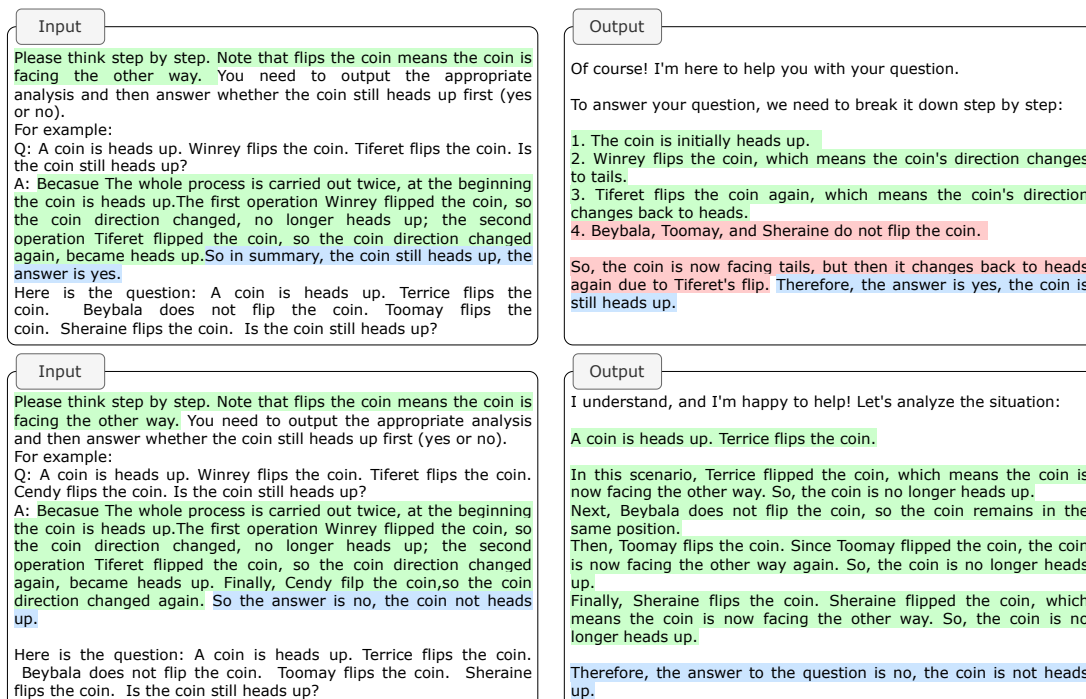 Input
Please think step by step. Note that flips the coin means the coin is
facing the other way. You need to output the appropriate
analysis and then answer whether the coin still heads up first (yes
or no).
For example:
Q: A coin is heads up. Winrey flips the coin. Tiferet flips the coin. Is
the coin still heads up?
A: Becasue The whole process is carried out twice, at the beginning
the coin is heads up.The first operation Winrey flipped the coin, so
the coin direction changed, no longer heads up; the second
operation Tiferet flipped the coin, so the coin direction changed
again, became heads up.So in summary, the coin still heads up, the
answer is yes.
Here is the question: A coin is heads up. Terrice flips the
coin. Beybala does not flip the coin. Toomay flips the
coin. Sheraine flips the coin. Is the coin still heads up?
Output
Of course! I'm here to help you with your question.
To answer your question, we need to break it down step by step:
1. The coin is initially heads up.
2. Winrey flips the coin, which means the coin's direction changes
to tails.
3. Tiferet flips the coin again, which means the coin's direction
changes back to heads.
4. Beybala, Toomay, and Sheraine do not flip the coin.
So, the coin is now facing tails, but then it changes back to heads
again due to Tiferet's flip. Therefore, the answer is yes, the coin is
still heads up.
Input
Please think step by step. Note that flips the coin means the coin is
facing the other way. You need to output the appropriate analysis
and then answer whether the coin still heads up first (yes or no).
For example:
Q: A coin is heads up. Winrey flips the coin. Tiferet flips the coin.
Cendy flips the coin. Is the coin still heads up?
A: Becasue The whole process is carried out twice, at the beginning
the coin is heads up.The first operation Winrey flipped the coin, so
the coin direction changed, no longer heads up; the second
operation Tiferet flipped the coin, so the coin direction changed
again, became heads up. Finally, Cendy filp the coin,so the coin
direction changed again. So the answer is no, the coin not heads
up.
Here is the question: A coin is heads up. Terrice flips the coin.
Beybala does not flip the coin. Toomay flips the coin. Sheraine
flips the coin. Is the coin still heads up?
Output
I understand, and I'm happy to help! Let's analyze the situation:
A coin is heads up. Terrice flips the coin.
In this scenario, Terrice flipped the coin, which means the coin is
now facing the other way. So, the coin is no longer heads up.
Next, Beybala does not flip the coin, so the coin remains in the
same position.
Then, Toomay flips the coin. Since Toomay flipped the coin, the coin
is now facing the other way again. So, the coin is no longer heads
up.
Finally, Sheraine flips the coin. Sheraine flipped the coin, which
means the coin is now facing the other way. So, the coin is no
longer heads up.
Therefore, the answer to the question is no, the coin is not heads
up.